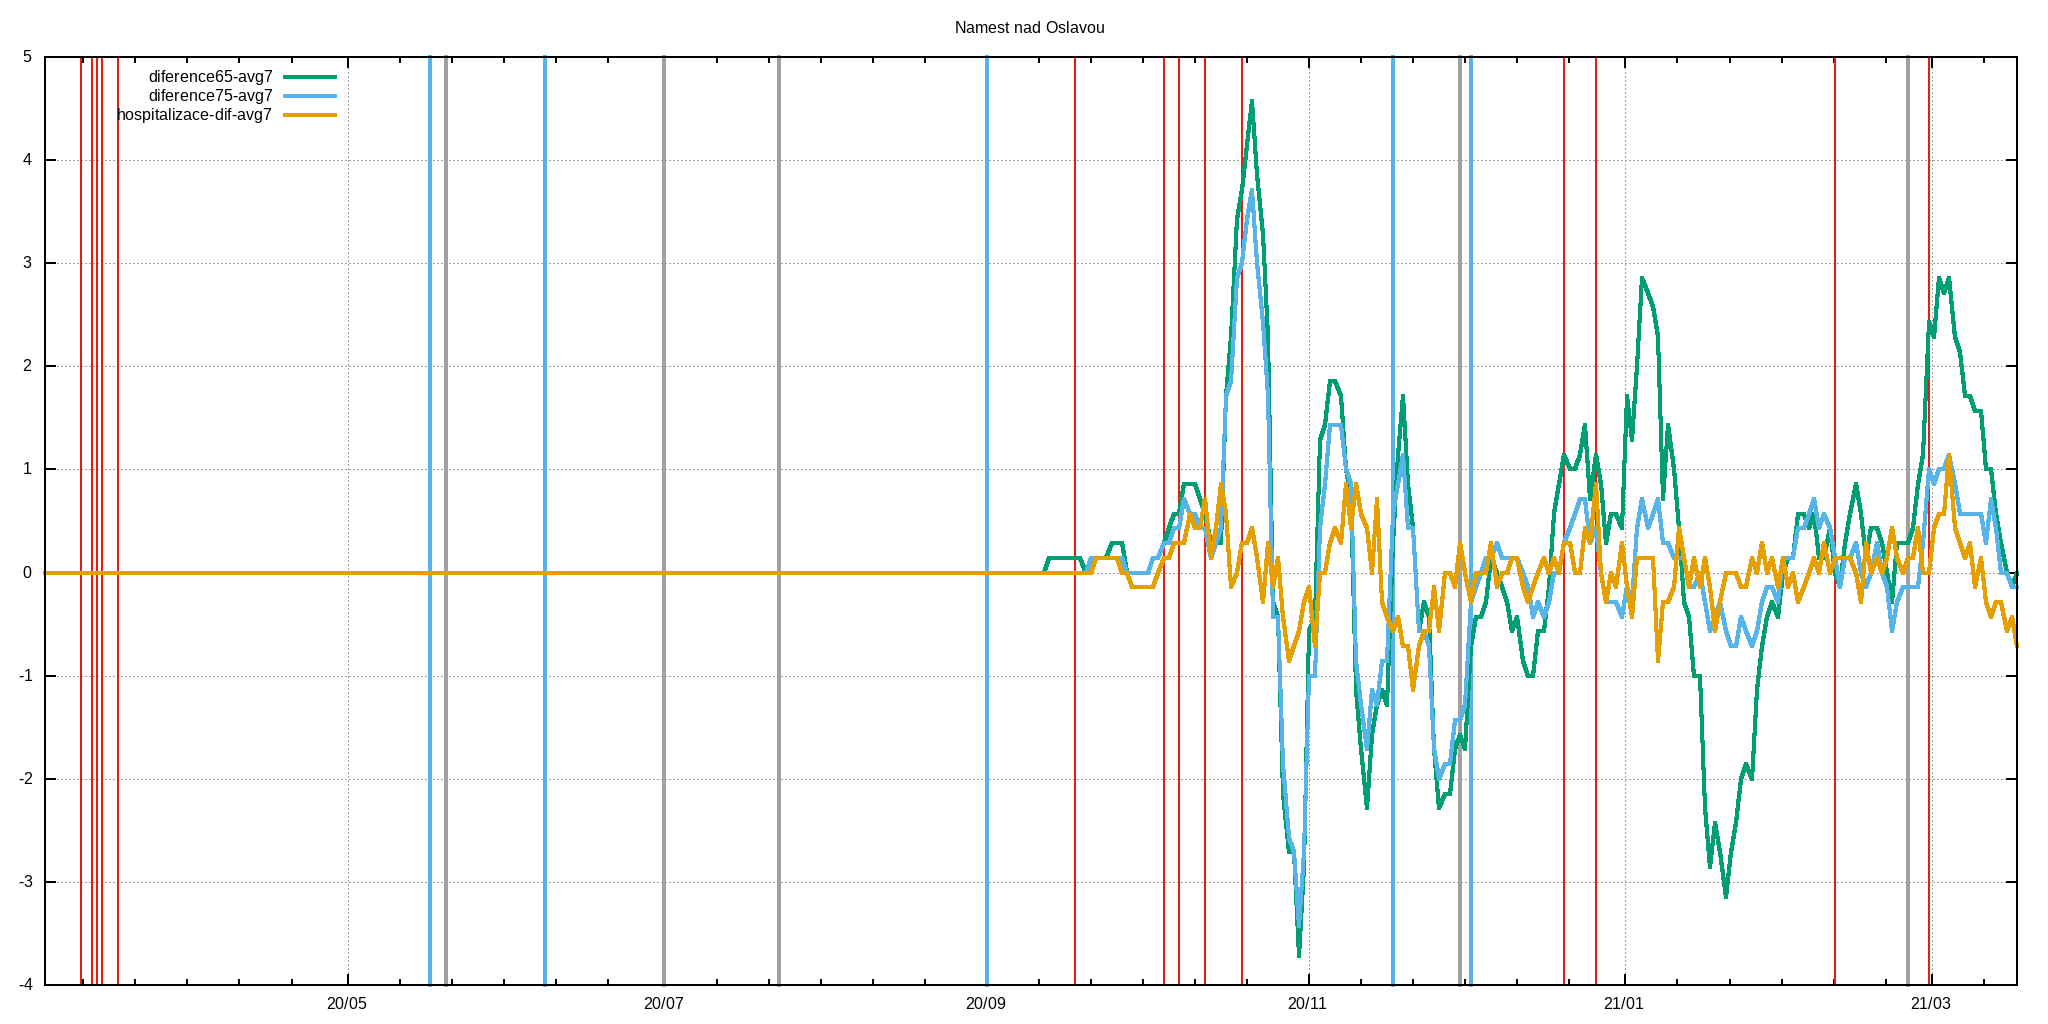 Namest nad Oslavou
5
diference65-avg7
diference75-avg7
hospitalizace-dif-avg7
4
3
2
1
0
-1
-2
-3
-4
20/05 20/07 20/09 20/11 21/01 21/03